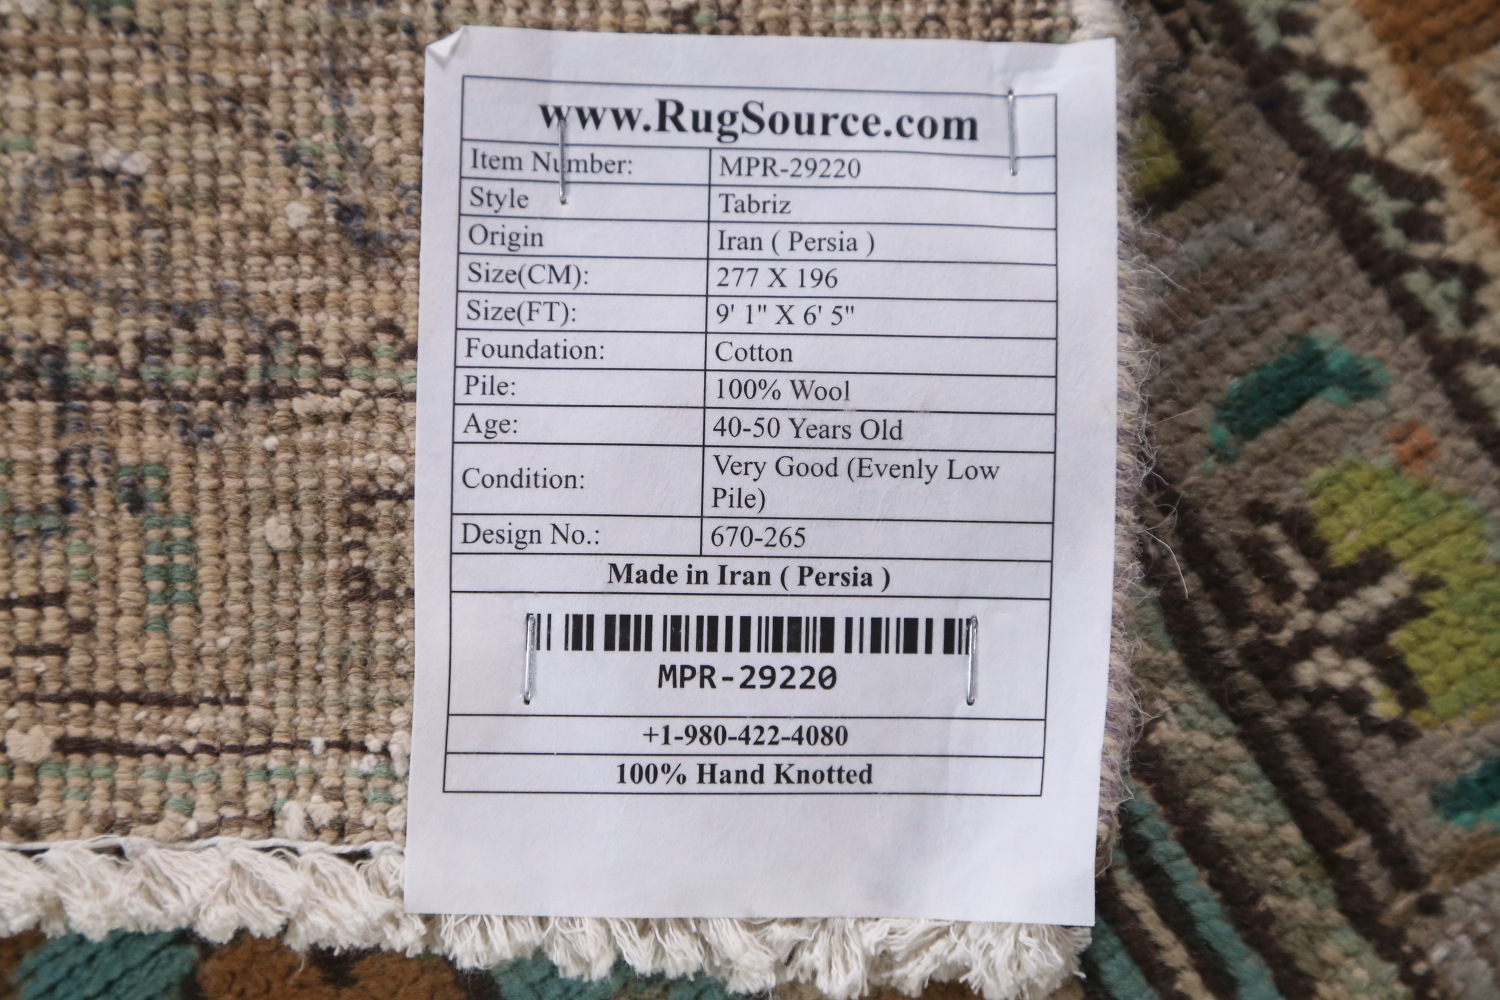 www.RugSource.com
Item Number: MPR-29220
Style Tabriz
Origin Iran ( Persia )
Size(CM): 277 X 196
Size(FT): 9' 1" X 6' 5"
Foundation: Cotton
Pile: 100% Wool
Age: 40-50 Years Old
Condition: Very Good (Evenly Low
Pile)
Design No.: 670-265
Made in Iran ( Persia )
MPR-29220
+1-980-422-4080
100% Hand Knotted